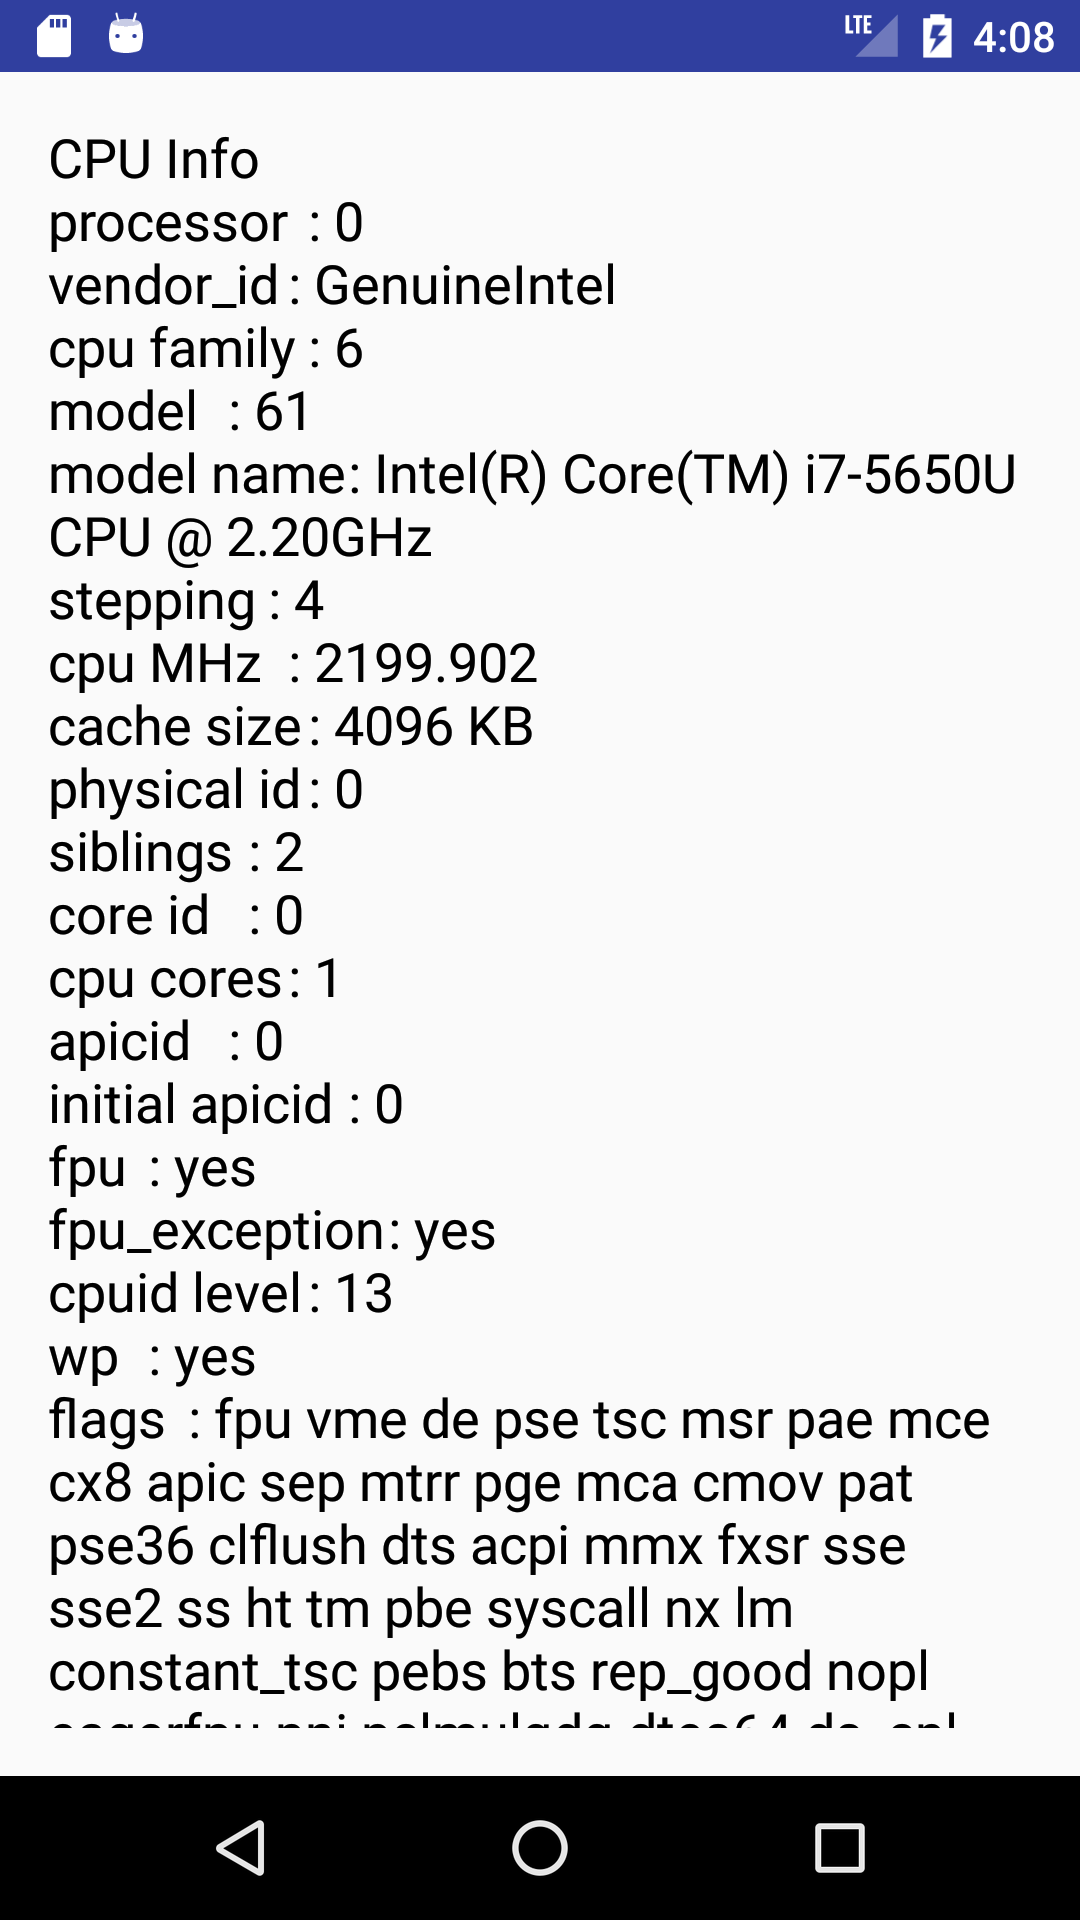 LTE 4:08
CPU Info
processor : 0
vendor_id : GenuineIntel
cpu family : 6
model : 61
model name: Intel(R) Core(TM) i7-5650U
CPU @ 2.20GHz
stepping : 4
cpu MHz : 2199.902
cache size : 4096 KB
physical id : 0
siblings : 2
core id : 0
cpu cores : 1
apicid : 0
initial apicid : 0
fpu : yes
fpu_exception : yes
cpuid level : 13
wp : yes
flags : fpu vme de pse tsc msr pae mce
cx8 apic sep mtrr pge mca cmov pat
pse36 clflush dts acpi mmx fxsr sse
sse2 ss ht tm pbe syscall nx lm
constant_tsc pebs bts rep_good nopl